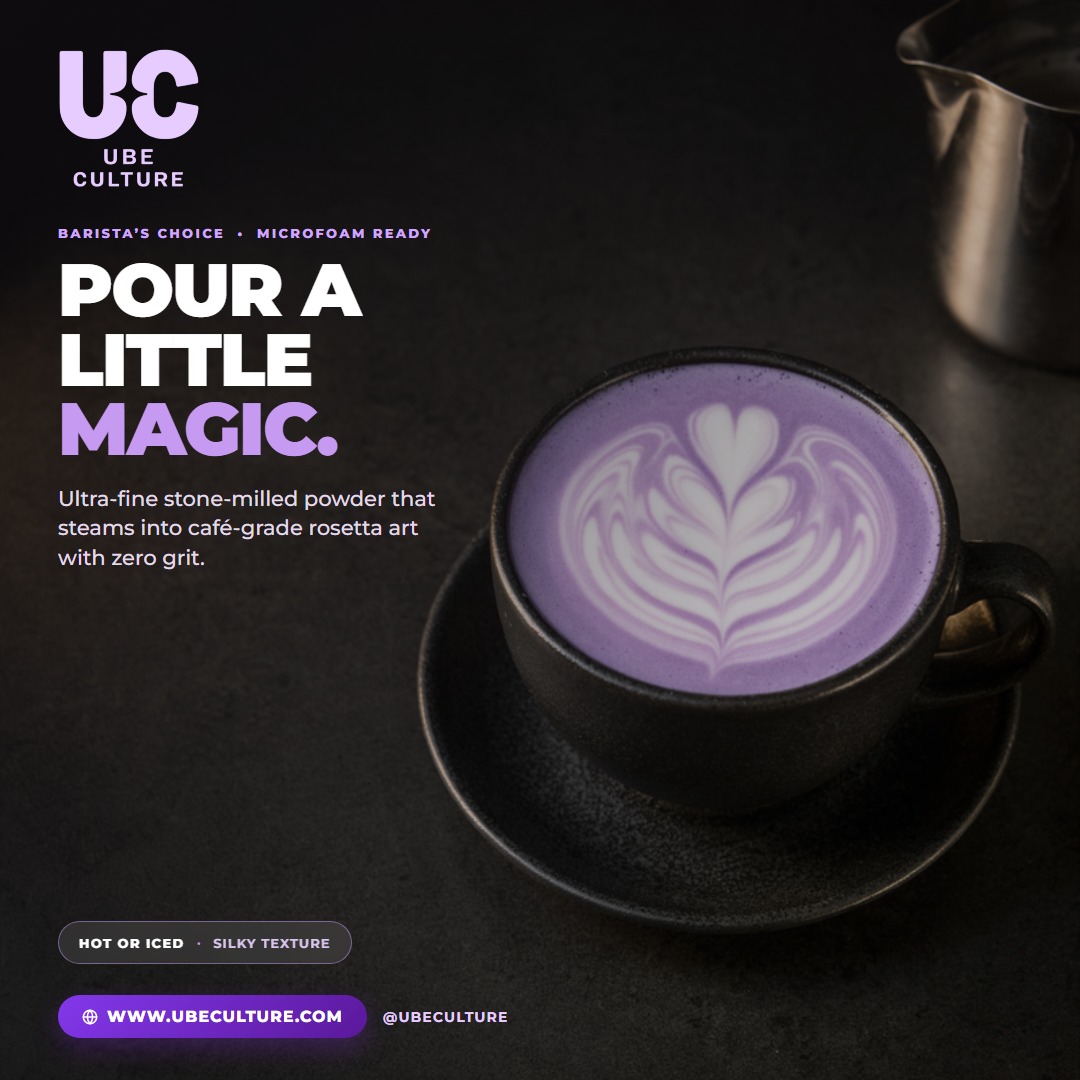 UC
UBE
CULTURE
BARISTA’S CHOICE • MICROFOAM READY
POUR A
LITTLE
MAGIC.
Ultra-fine stone-milled powder that
steams into café-grade rosetta art
with zero grit.
HOT OR ICED · SILKY TEXTURE
WWW.UBECULTURE.COM @UBECULTURE